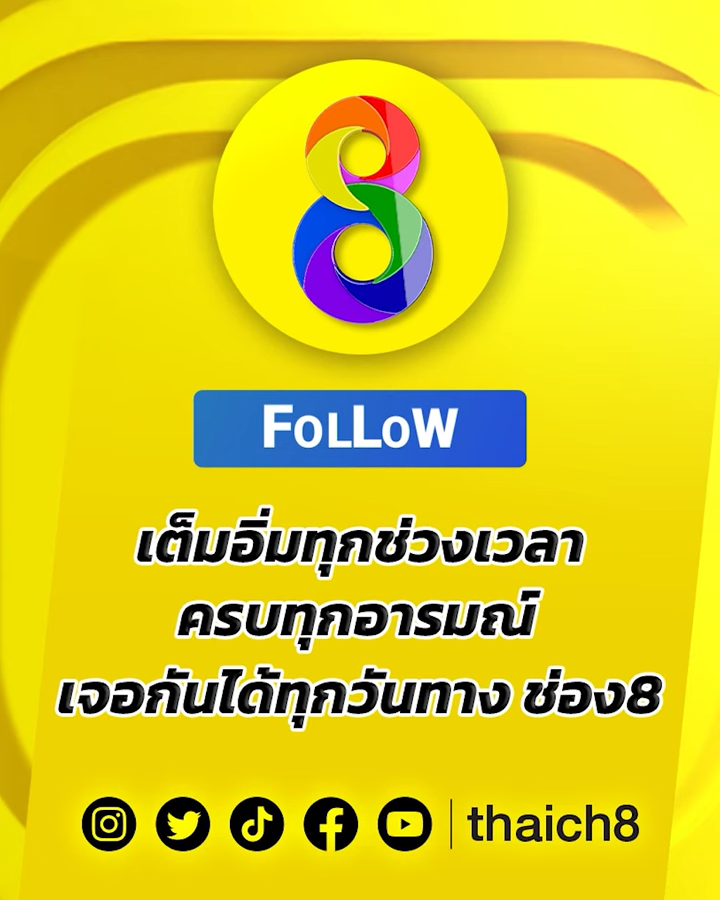 8
FOLLOW
เต็มอิ่มทุกช่วงเวลา
ครบทุกอารมณ์
เจอกันได้ทุกวันทาง ช่อง8
thaich8